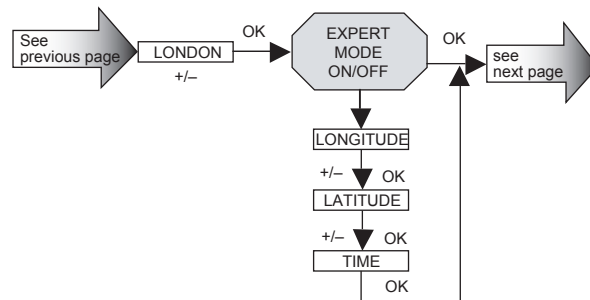 See
previous page
LONDON
+/–
OK
EXPERT
MODE
ON/OFF
OK
see
next page
LONGITUDE
+/–
OK
LATITUDE
+/–
OK
TIME
OK